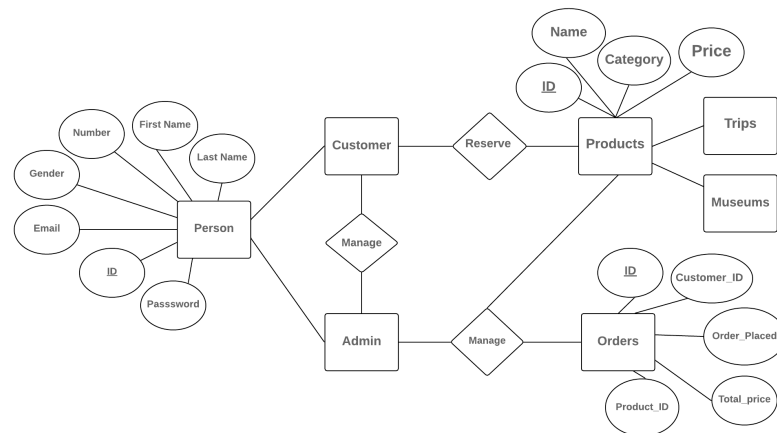 Name
Price
Category
ID
Trips
First Name
Number
Customer
Reserve
Products
Last Name
Gender
Museums
Email
Person
Manage
ID
ID
Customer_ID
Passsword
Admin
Manage
Orders
Order_Placed
Product_ID
Total_price